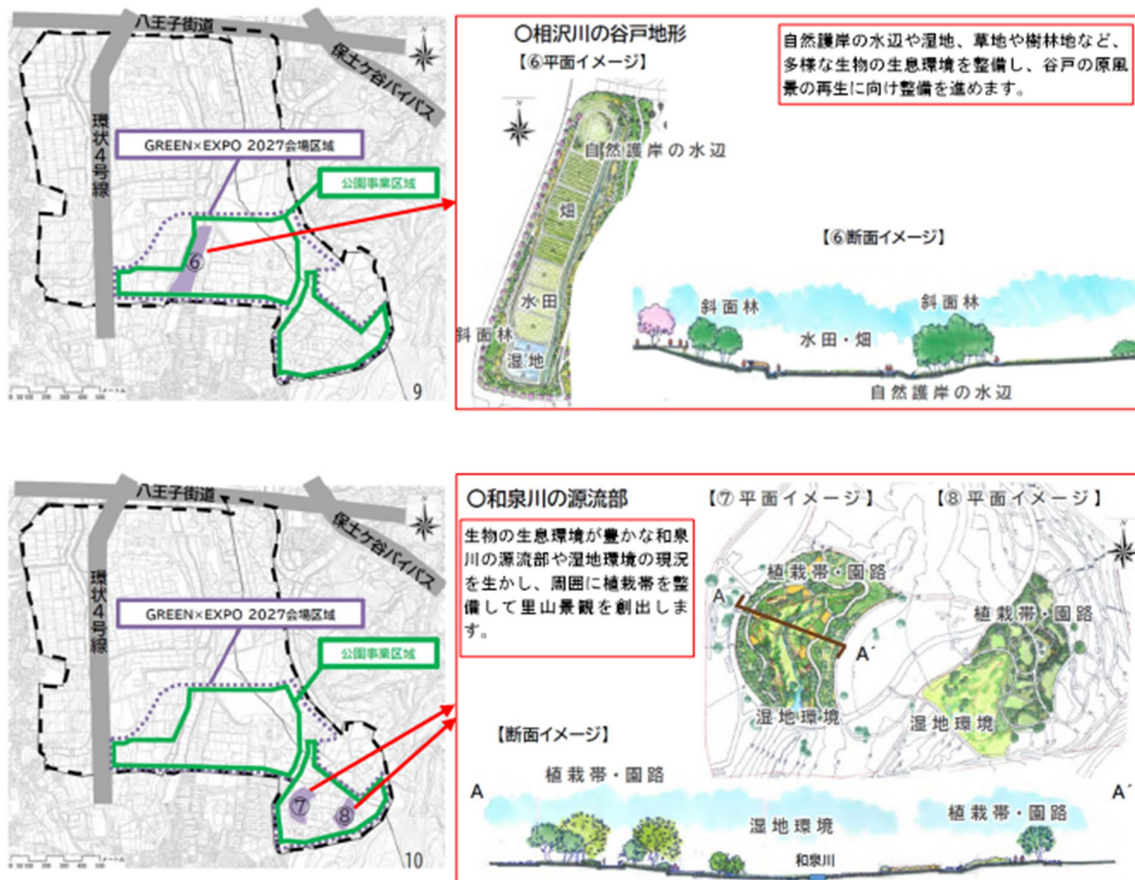 八王子街道
保土ケ谷バイパス
環状4号線
GREEN×EXPO 2027会場区域
公園事業区域
⑥
9
〇相沢川の谷戸地形
【⑥平面イメージ】
自然護岸の水辺や湿地、草地や樹林地など、
多様な生物の生息環境を整備し、谷戸の原風
景の再生に向け整備を進めます。
自然護岸の水辺
畑
水田
斜面林
湿地
【⑥断面イメージ】
斜面林
斜面林
水田・畑
自然護岸の水辺
八王子街道
保土ケ谷バイパス
環状4号線
GREEN×EXPO 2027会場区域
公園事業区域
⑦
⑧
10
〇和泉川の源流部
【⑦平面イメージ】
【⑧平面イメージ】
生物の生息環境が豊かな和泉
川の源流部や湿地環境の現況
を生かし、周囲に植栽帯を整
備して里山景観を創出しま
す。
植栽帯・園路
A
A´
湿地環境
植栽帯・園路
湿地環境
【断面イメージ】
A
植栽帯・園路
湿地環境
植栽帯・園路
A´
和泉川